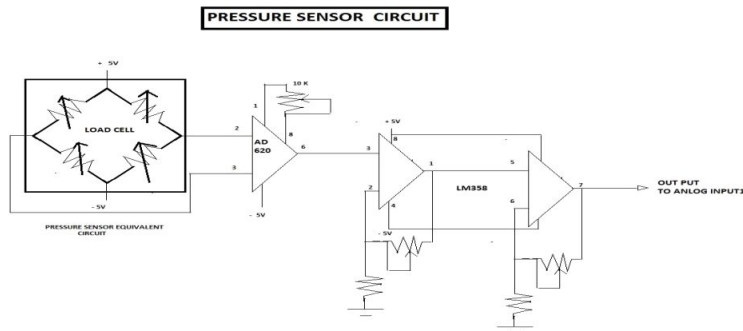 PRESSURE SENSOR CIRCUIT
+ 5V
10 K
1
LOAD CELL
2
AD
620
8
6
3
- 5V
- 5V
PRESSURE SENSOR EQUIVALENT
CIRCUIT
+ 5V
8
3
1
2
4
- 5V
LM358
5
6
7
OUT PUT
TO ANLOG INPUT1